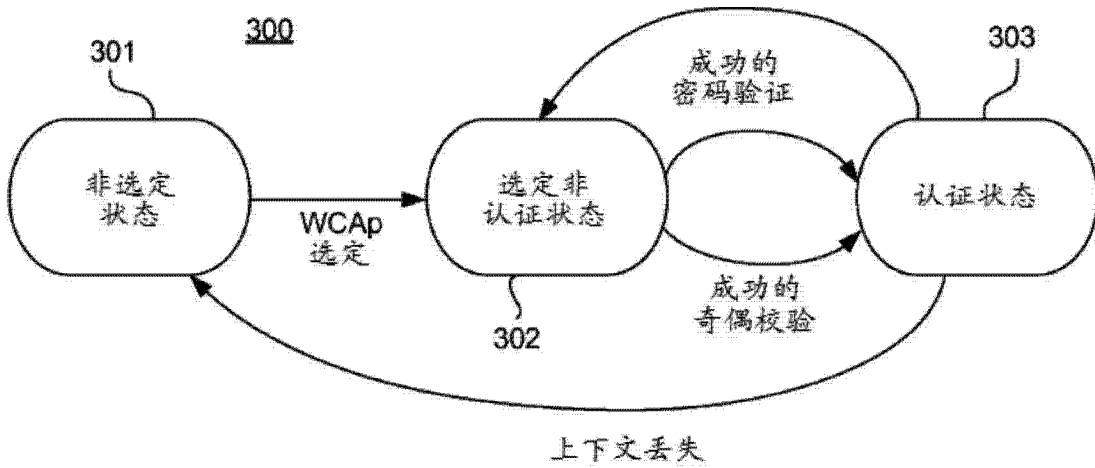 300
301
303
成功的
密码验证
非选定
状态
选定非
认证状态
认证状态
WCAp
选定
成功的
奇偶校验
302
上下文丢失